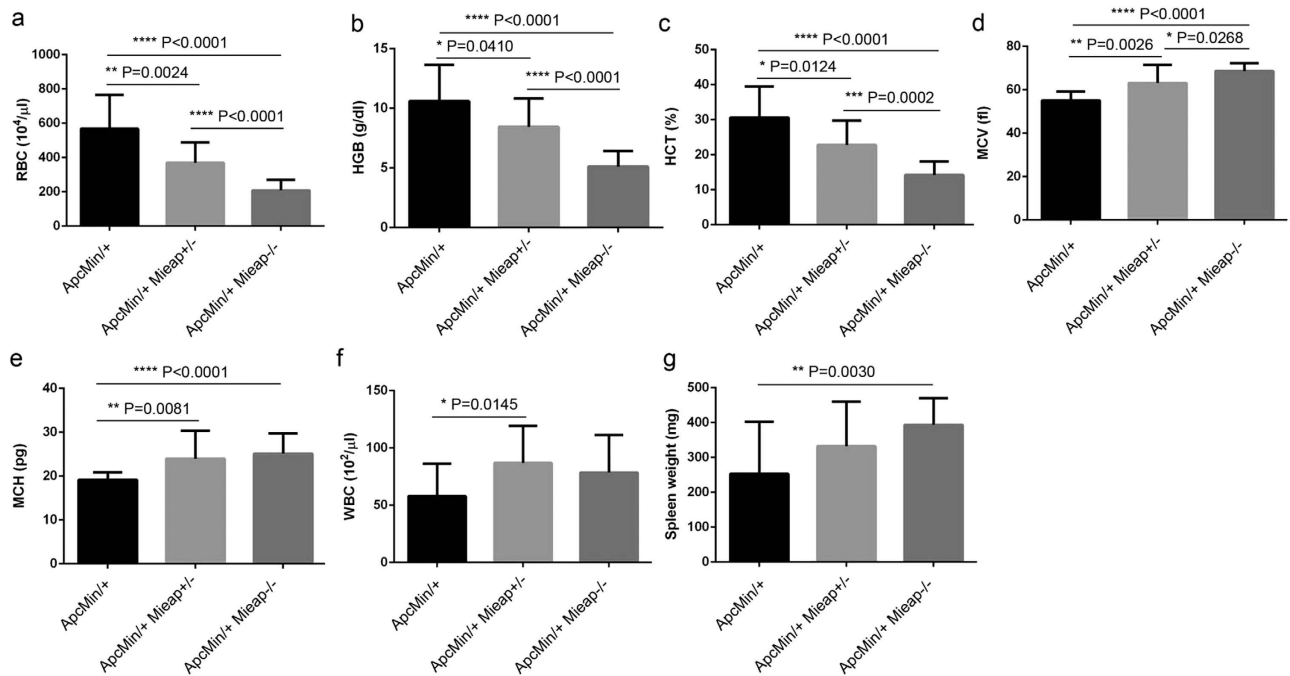 a
**** P<0.0001
** P=0.0024
**** P<0.0001
RBC (10⁴/µl)
1000
800
600
400
200
0
ApcMin/+
ApcMin/+ Mieap+/-
ApcMin/+ Mieap-/-
b
**** P<0.0001
* P=0.0410
**** P<0.0001
HGB (g/dl)
15
10
5
0
ApcMin/+
ApcMin/+ Mieap+/-
ApcMin/+ Mieap-/-
c
**** P<0.0001
* P=0.0124
*** P=0.0002
HCT (%)
50
40
30
20
10
0
ApcMin/+
ApcMin/+ Mieap+/-
ApcMin/+ Mieap-/-
d
**** P<0.0001
** P=0.0026
* P=0.0268
MCV (fl)
80
60
40
20
0
ApcMin/+
ApcMin/+ Mieap+/-
ApcMin/+ Mieap-/-
e
**** P<0.0001
** P=0.0081
MCH (pg)
40
30
20
10
0
ApcMin/+
ApcMin/+ Mieap+/-
ApcMin/+ Mieap-/-
f
* P=0.0145
WBC (10²/µl)
150
100
50
0
ApcMin/+
ApcMin/+ Mieap+/-
ApcMin/+ Mieap-/-
g
** P=0.0030
Spleen weight (mg)
500
400
300
200
100
0
ApcMin/+
ApcMin/+ Mieap+/-
ApcMin/+ Mieap-/-